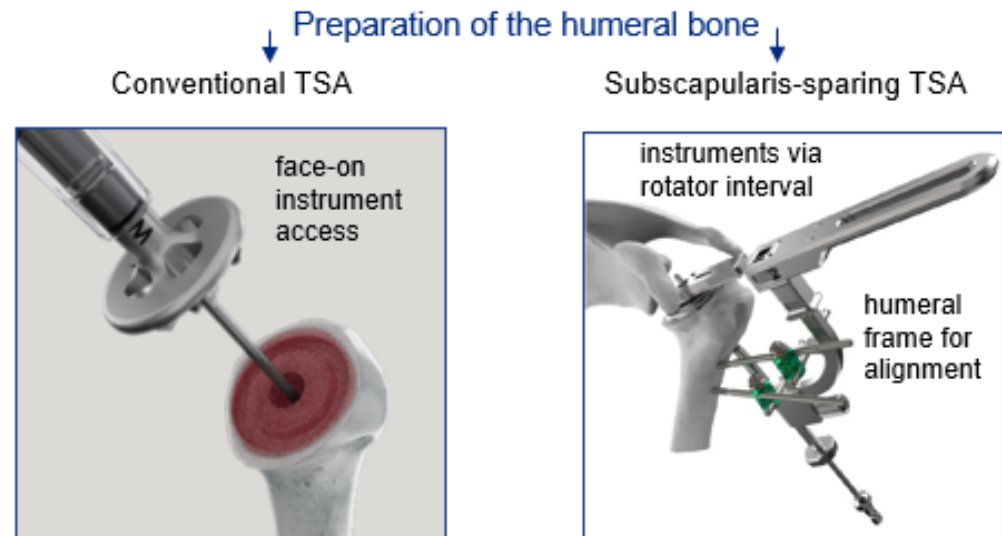 Preparation of the humeral bone
Conventional TSA
Subscapularis-sparing TSA
face-on
instrument
access
M
instruments via
rotator interval
humeral
frame for
alignment